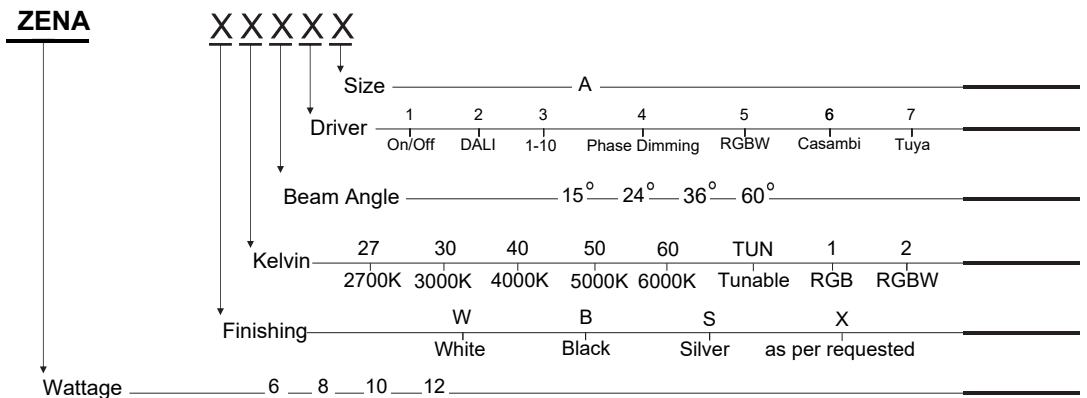 ZENA X X X X X
Size A
1 2 3 4 5 6 7
Driver
On/Off DALI 1-10 Phase Dimming RGBW Casambi Tuya
Beam Angle 15° 24° 36° 60°
27 30 40 50 60 TUN 1 2
Kelvin
2700K 3000K 4000K 5000K 6000K Tunable RGB RGBW
W B S X
Finishing
White Black Silver as per requested
Wattage 6 8 10 12